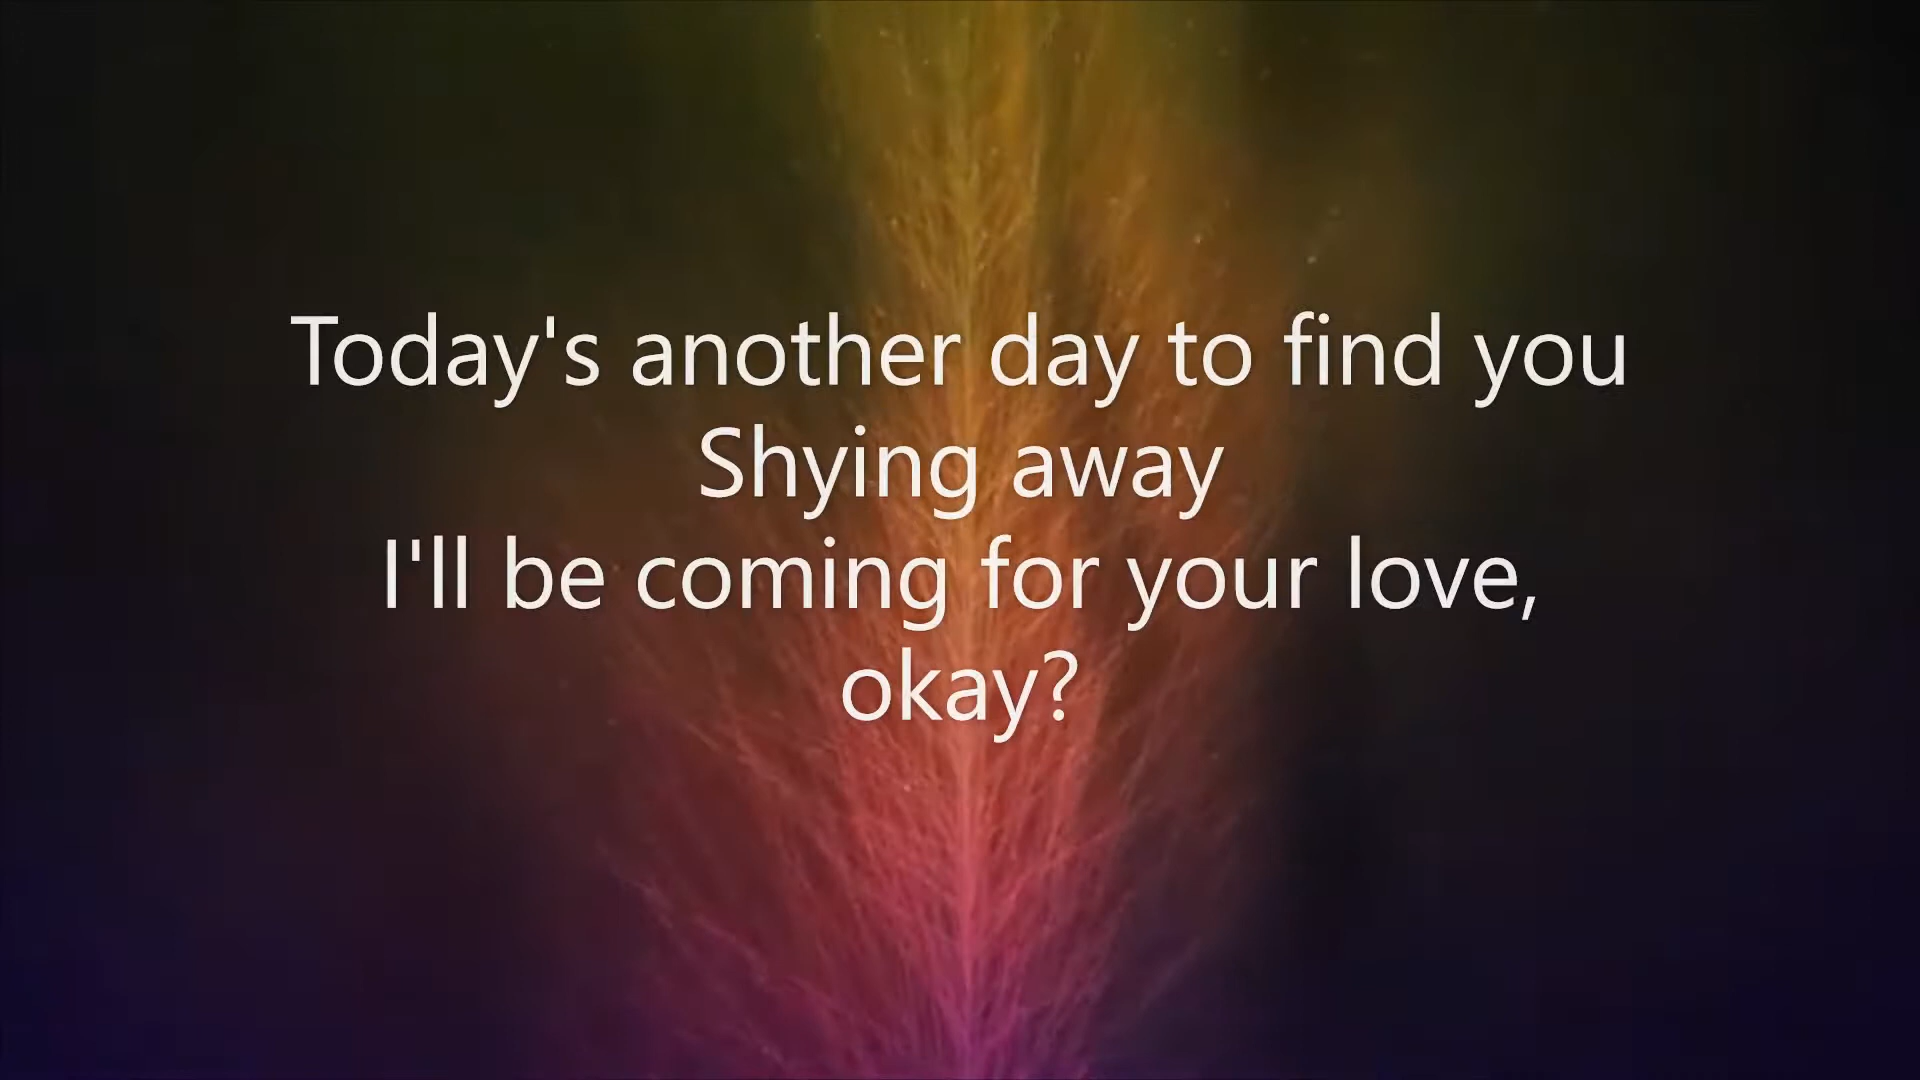 Today's another day to find you
Shying away
I'll be coming for your love,
okay?